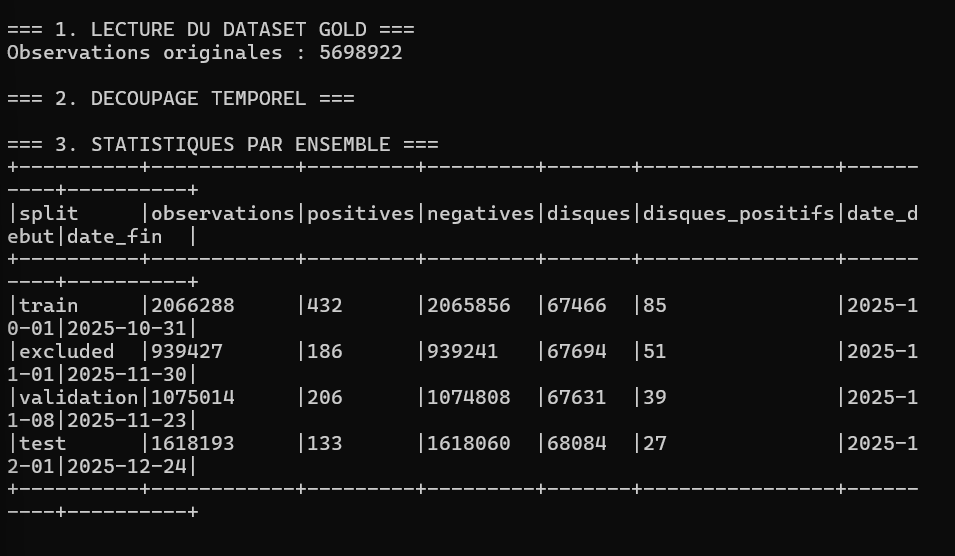 === 1. LECTURE DU DATASET GOLD ===
Observations originales : 5698922
=== 2. DECOUPAGE TEMPOREL ===
=== 3. STATISTIQUES PAR ENSEMBLE ===
+----------+------------+---------+---------+-------+----------------+------
----+----------+
|split     |observations|positives|negatives|disques|disques_positifs|date_d
ebut|date_fin  |
+----------+------------+---------+---------+-------+----------------+------
----+----------+
|train     |2066288     |432      |2065856  |67466  |85              |2025-1
0-01|2025-10-31|
|excluded  |939427      |186      |939241   |67694  |51              |2025-1
1-01|2025-11-30|
|validation|1075014     |206      |1074808  |67631  |39              |2025-1
1-08|2025-11-23|
|test      |1618193     |133      |1618060  |68084  |27              |2025-1
2-01|2025-12-24|
+----------+------------+---------+---------+-------+----------------+------
----+----------+